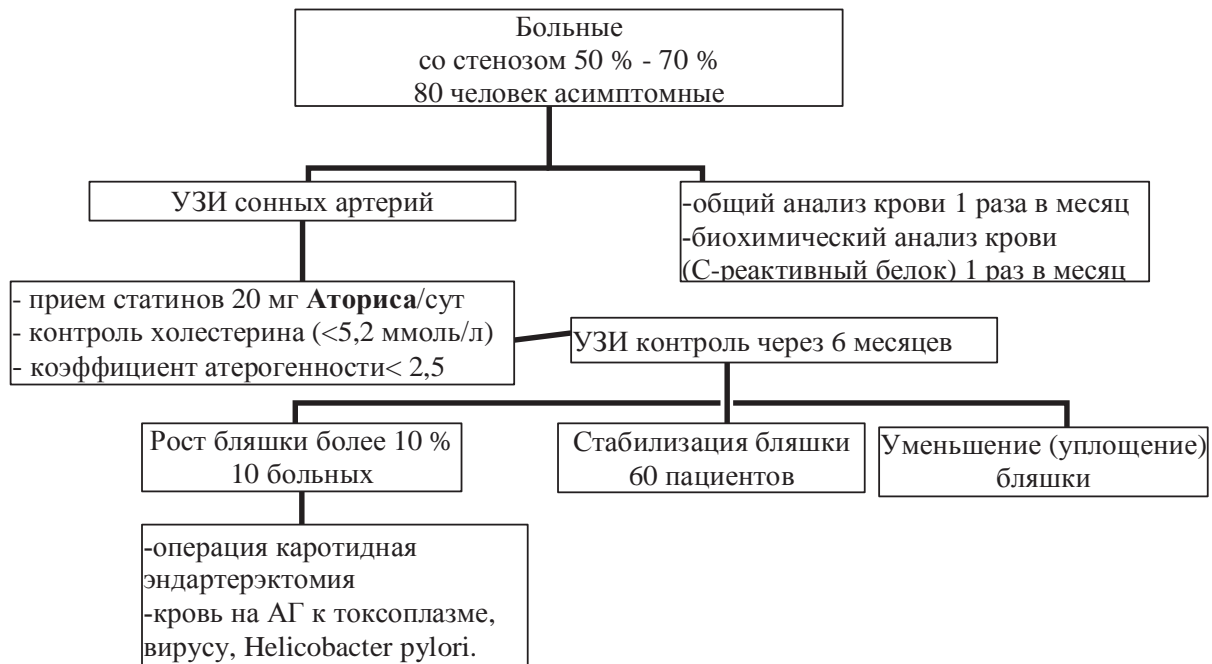 Больные
со стенозом 50 % - 70 %
80 человек асимптомные
УЗИ сонных артерий
-общий анализ крови 1 раза в месяц
-биохимический анализ крови
(С-реактивный белок) 1 раз в месяц
- прием статинов 20 мг Аториса/сут
- контроль холестерина (<5,2 ммоль/л)
- коэффициент атерогенности< 2,5
УЗИ контроль через 6 месяцев
Рост бляшки более 10 %
10 больных
Стабилизация бляшки
60 пациентов
Уменьшение (уплощение)
бляшки
-операция каротидная
эндартерэктомия
-кровь на АГ к токсоплазме,
вирусу, Helicobacter pylori.